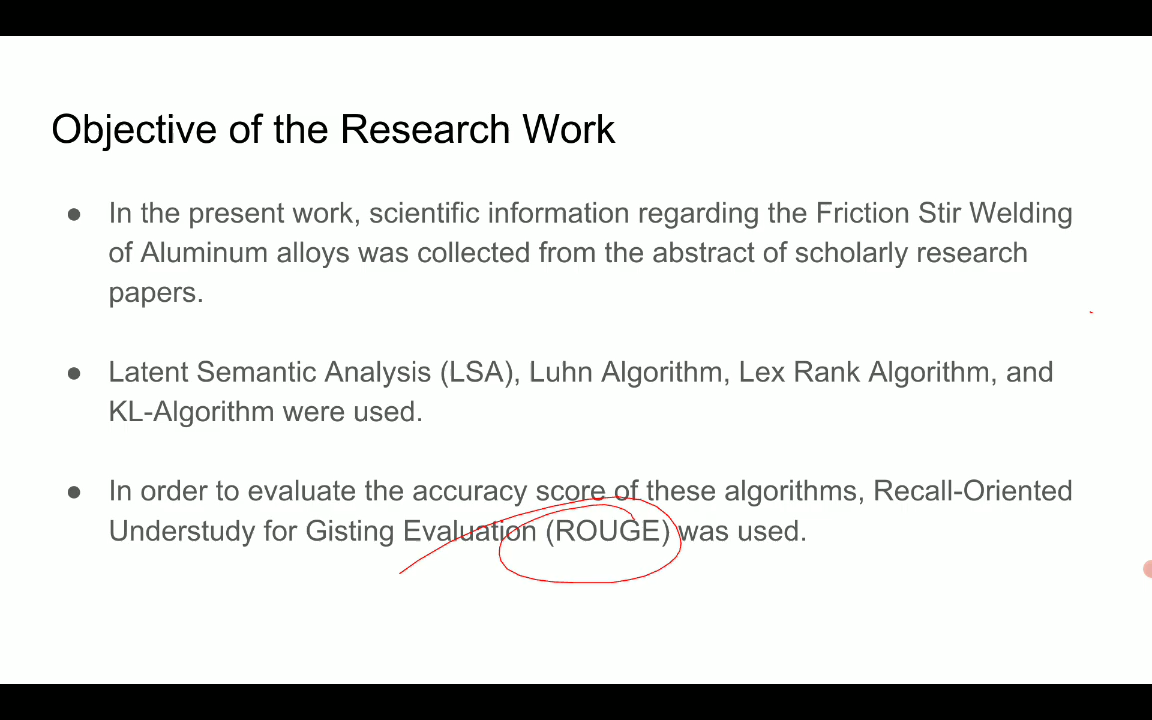 Objective of the Research Work
● In the present work, scientific information regarding the Friction Stir Welding
of Aluminum alloys was collected from the abstract of scholarly research
papers.
● Latent Semantic Analysis (LSA), Luhn Algorithm, Lex Rank Algorithm, and
KL-Algorithm were used.
● In order to evaluate the accuracy score of these algorithms, Recall-Oriented
Understudy for Gisting Evaluation (ROUGE) was used.